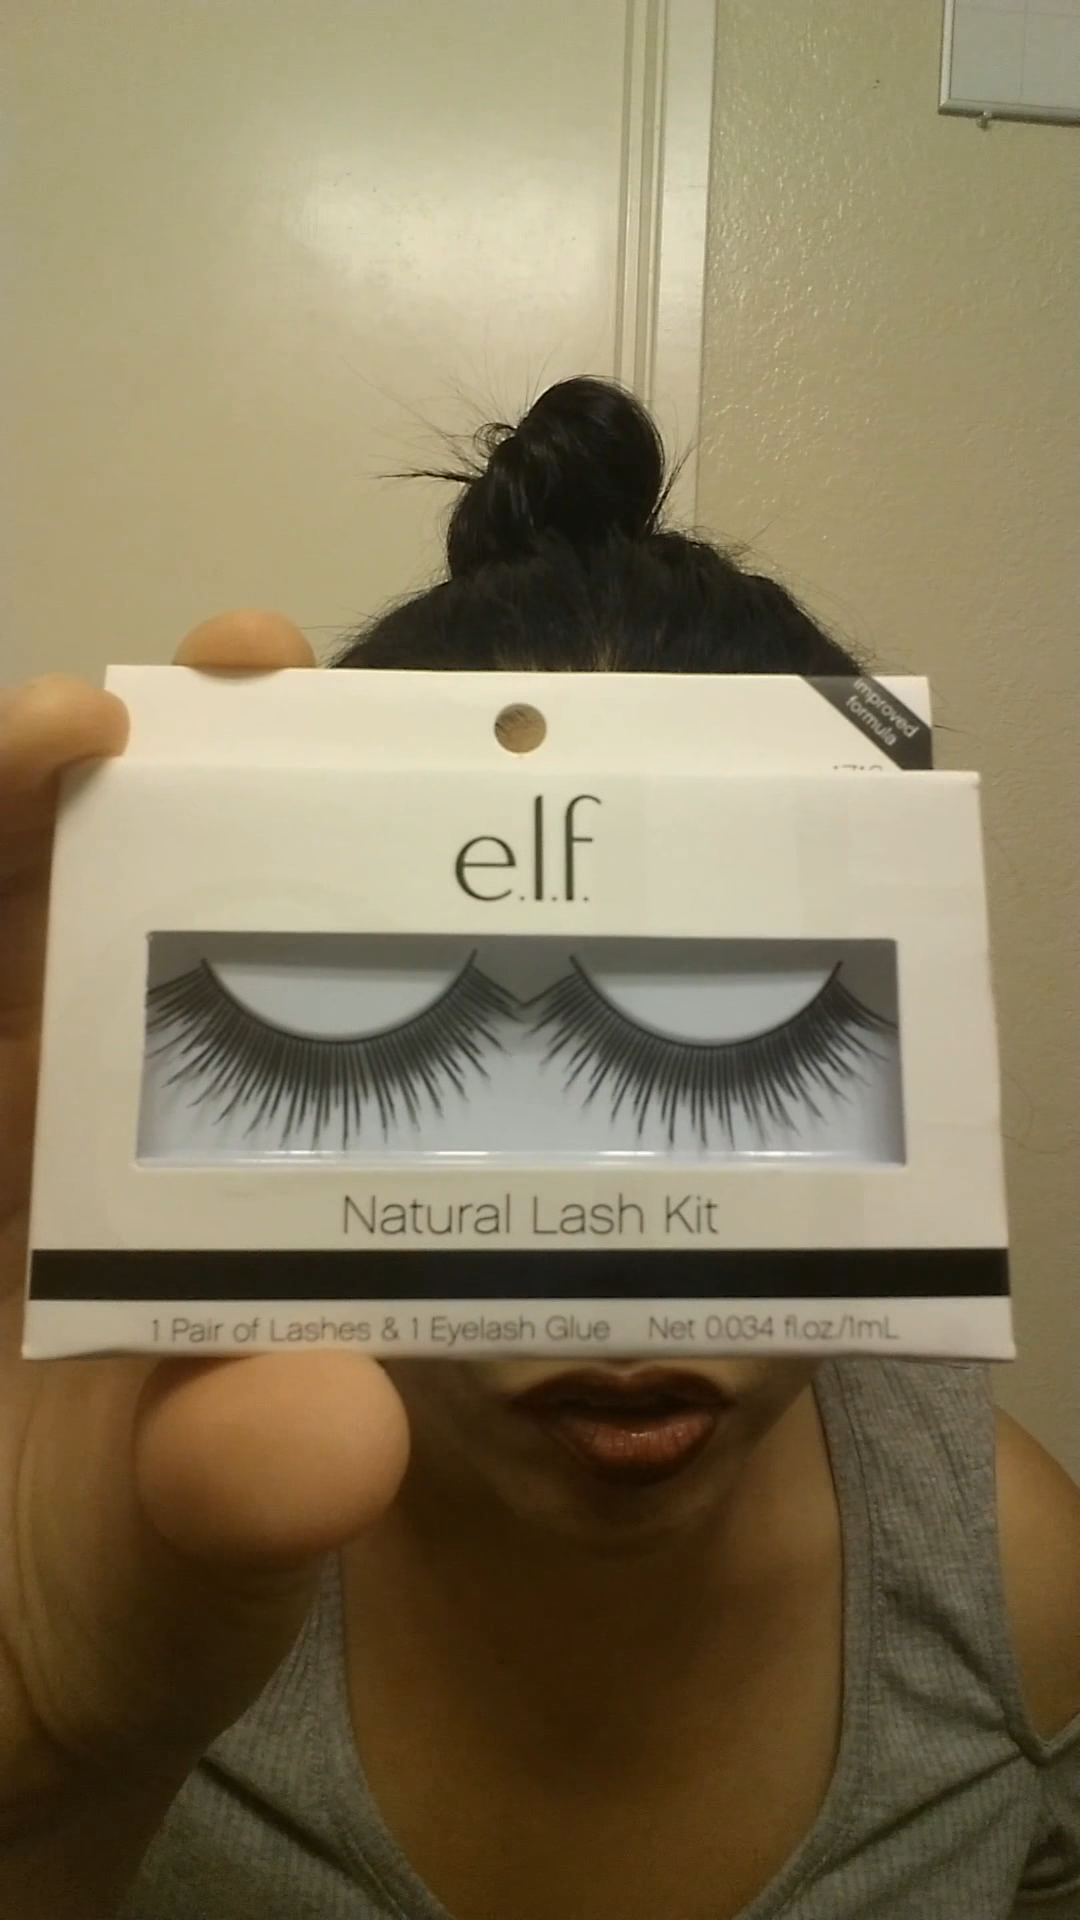 improved
formula
e.l.f.
Natural Lash Kit
1 Pair of Lashes & 1 Eyelash Glue Net 0.034 fl.oz./1mL